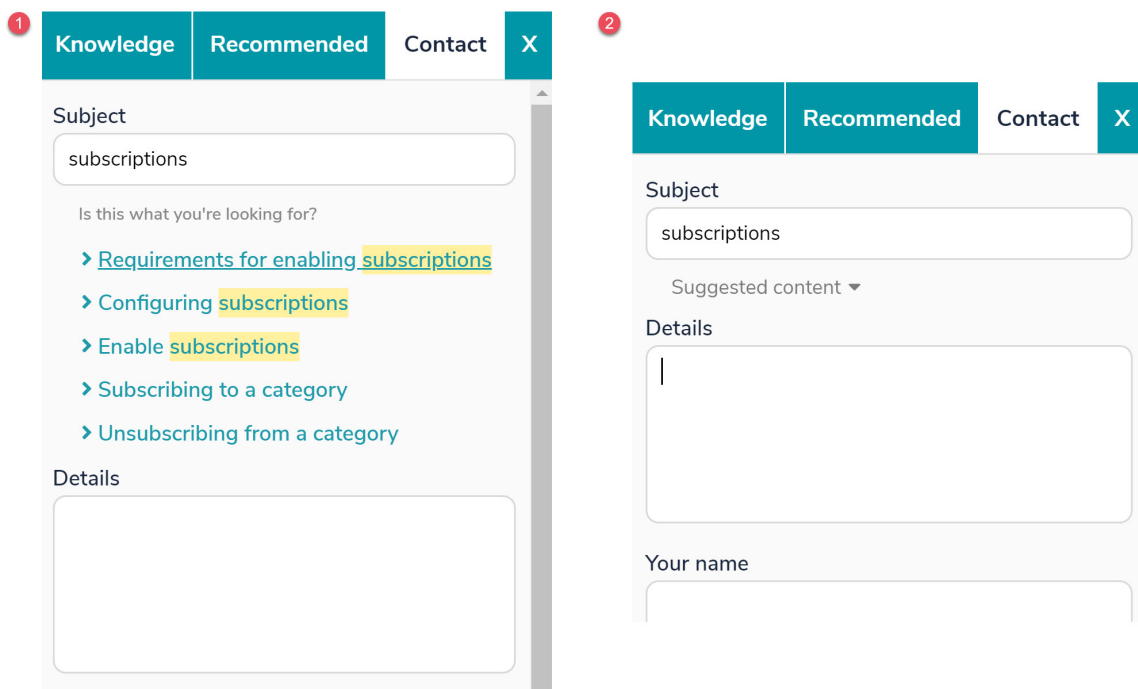 1
Knowledge Recommended Contact X
Subject
subscriptions
Is this what you're looking for?
Requirements for enabling subscriptions
Configuring subscriptions
Enable subscriptions
Subscribing to a category
Unsubscribing from a category
Details
2
Knowledge Recommended Contact X
Subject
subscriptions
Suggested content
Details
Your name